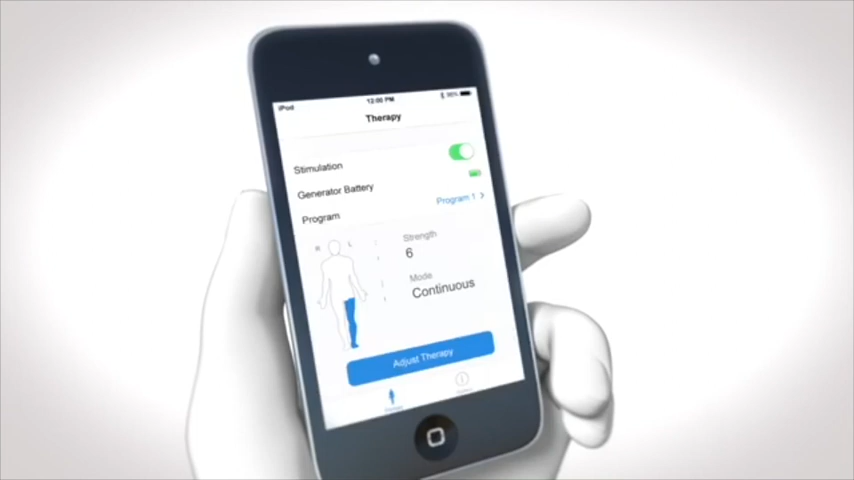 iPod 12:00 PM
Therapy
Stimulation
Generator Battery
Program Program 1
R L
Strength
6
Mode
Continuous
Adjust Therapy